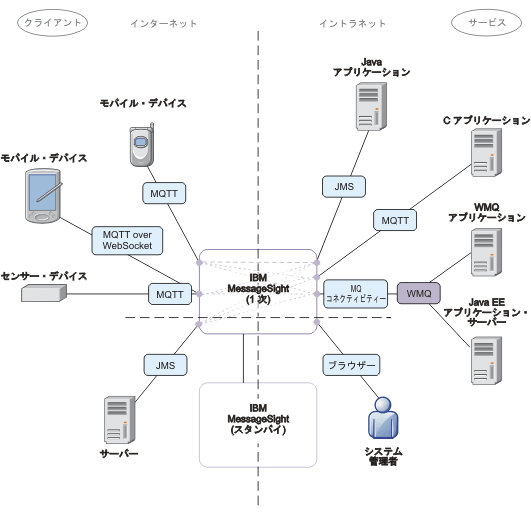 クライアント
インターネット
イントラネット
サービス
Java
アプリケーション
モバイル・デバイス
C アプリケーション
モバイル・デバイス
MQTT
JMS
MQTT
WMQ
アプリケーション
MQTT over
WebSocket
センサー・デバイス
MQTT
IBM
MessageSight
(1 次)
MQ
コネクティビティー
WMQ
Java EE
アプリケーション・
サーバー
JMS
ブラウザー
IBM
MessageSight
(スタンバイ)
サーバー
システム
管理者